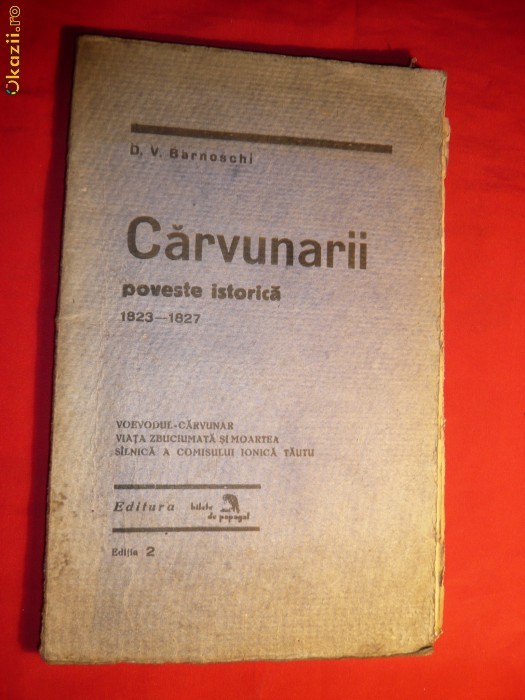 Okazii.ro
D. V. Barnoschi
Cărvunarii
poveste istorică
1823—1827
VOEVODUL-CĂRVUNAR
VIAȚA ZBUCIUMATĂ ȘI MOARTEA
SÎLNICĂ A COMISULUI IONICĂ TĂUTU
Editura bilete de papagal
Ediția 2